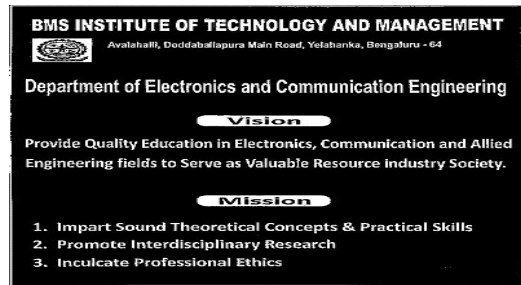 BMS INSTITUTE OF TECHNOLOGY AND MANAGEMENT
Avalahalli, Doddaballapura Main Road, Yelahanka, Bengaluru - 64
Department of Electronics and Communication Engineering
Vision
Provide Quality Education in Electronics, Communication and Allied
Engineering fields to Serve as Valuable Resource industry Society.
Mission
1. Impart Sound Theoretical Concepts & Practical Skills
2. Promote Interdisciplinary Research
3. Inculcate Professional Ethics